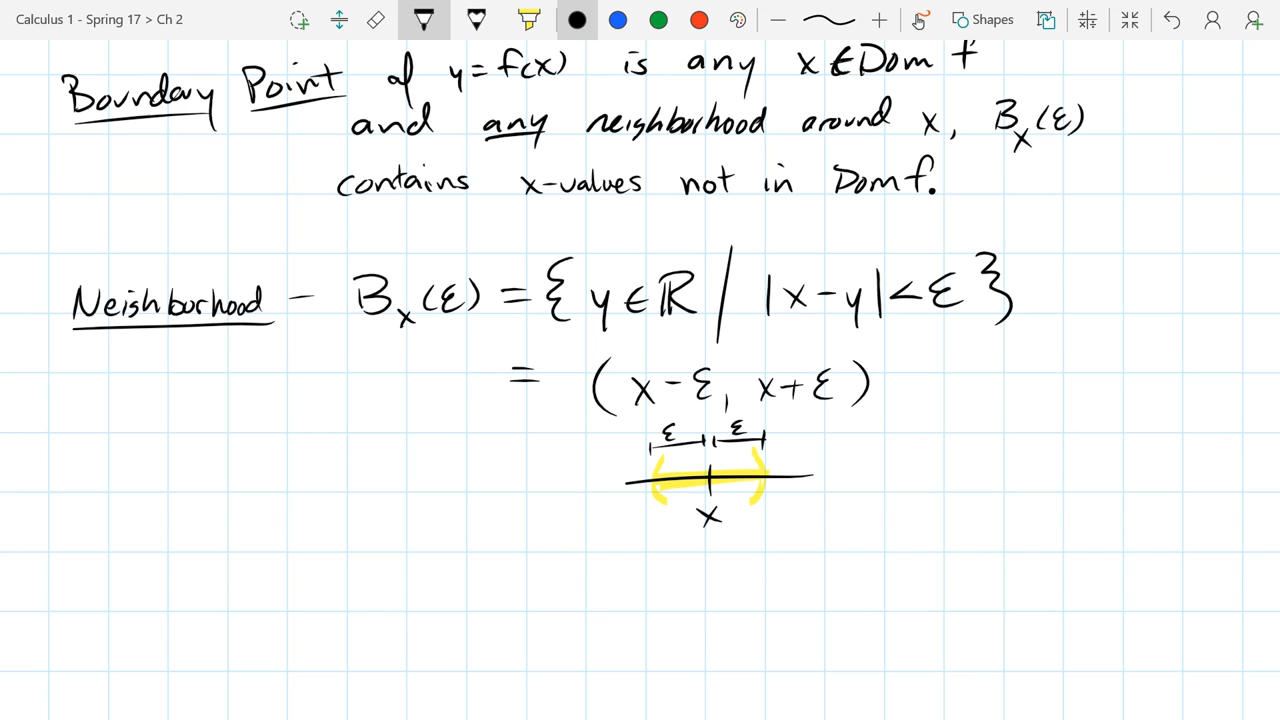 Calculus 1 - Spring 17 > Ch 2
Shapes
Boundary Point of y=f(x) is any x∈Dom f
and any neighborhood around x, Bₓ(ε)
contains x-values not in Dom f.
Neighborhood - Bₓ(ε) = { y∈ℝ / |x-y|<ε }
= (x-ε, x+ε)
ε ε
x